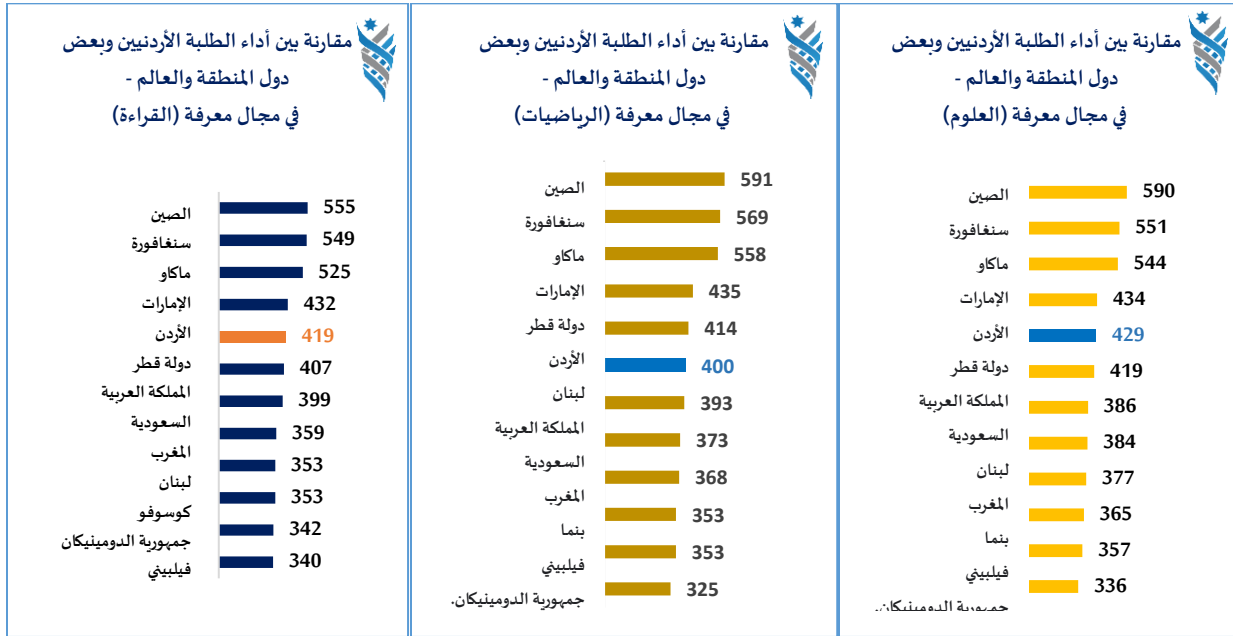 مقارنة بين أداء الطلبة الأردنيين وبعض
دول المنطقة والعالم -
في مجال معرفة (العلوم)
الصين 590
سنغافورة 551
ماكاو 544
الإمارات 434
الأردن 429
دولة قطر 419
المملكة العربية 386
السعودية 384
لبنان 377
المغرب 365
بنما 357
فيلبيني 336
جمهورية الدومينيكان.
مقارنة بين أداء الطلبة الأردنيين وبعض
دول المنطقة والعالم -
في مجال معرفة (الرياضيات)
الصين 591
سنغافورة 569
ماكاو 558
الإمارات 435
دولة قطر 414
الأردن 400
لبنان 393
المملكة العربية 373
السعودية 368
المغرب 353
بنما 353
فيلبيني 325
جمهورية الدومينيكان.
مقارنة بين أداء الطلبة الأردنيين وبعض
دول المنطقة والعالم -
في مجال معرفة (القراءة)
الصين 555
سنغافورة 549
ماكاو 525
الإمارات 432
الأردن 419
دولة قطر 407
المملكة العربية 399
السعودية 359
المغرب 353
لبنان 353
كوسوفو 342
جمهورية الدومينيكان 340
فيلبيني